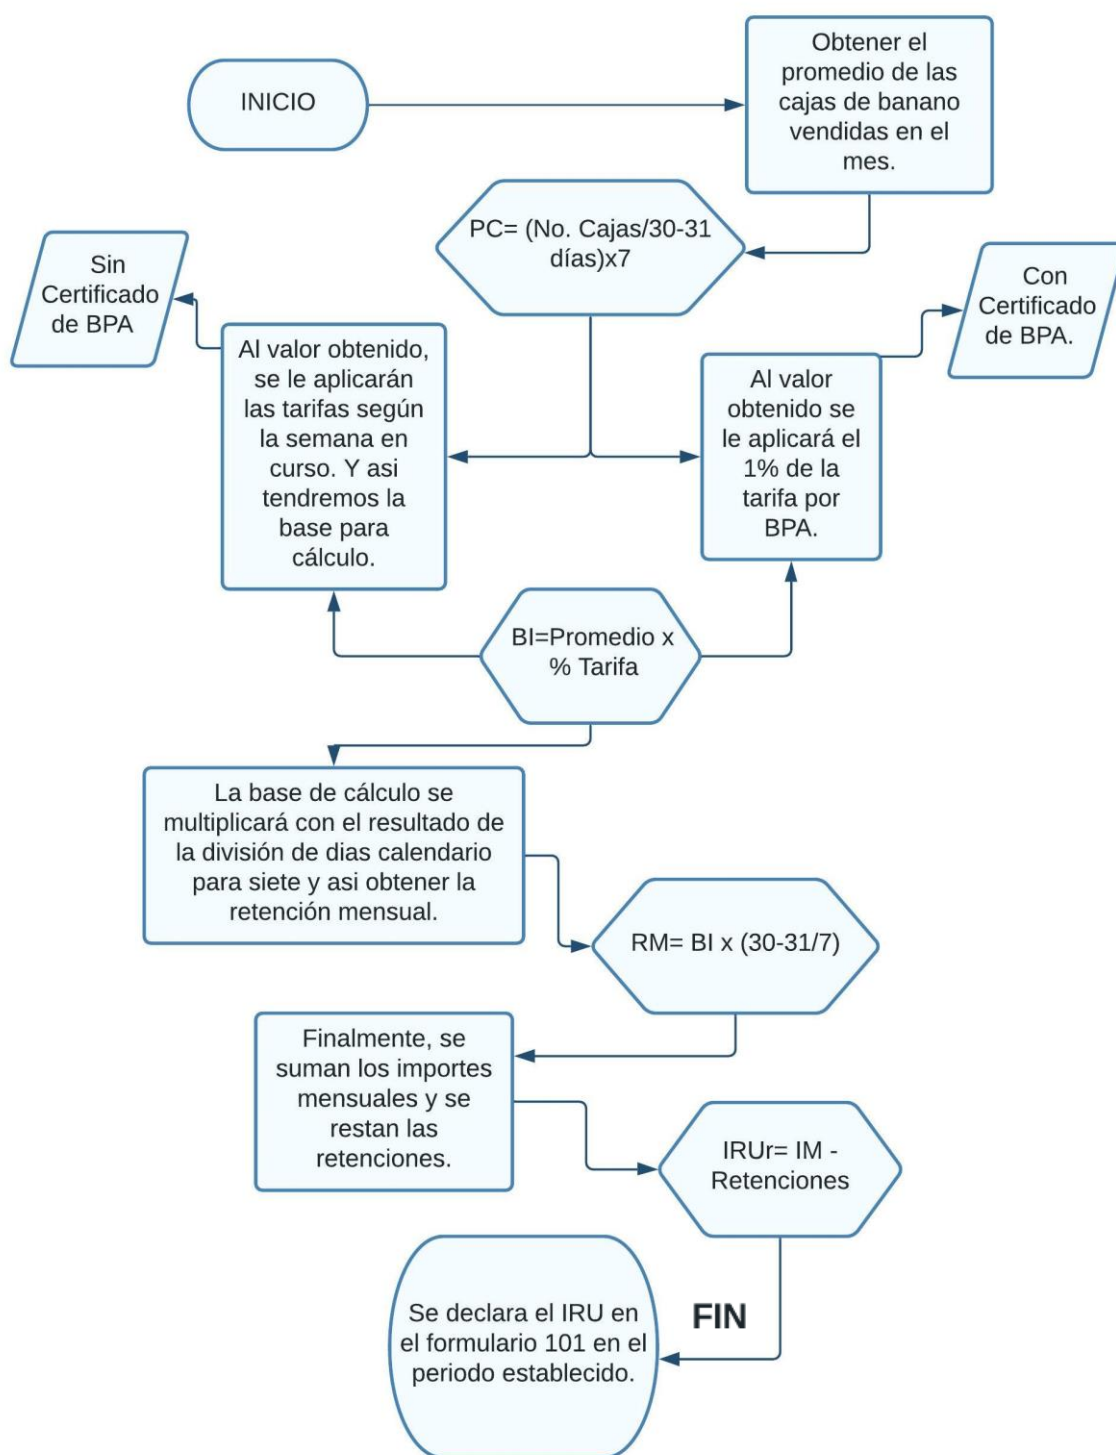 INICIO
Obtener el
promedio de las
cajas de banano
vendidas en el
mes.
PC= (No. Cajas/30-31
días)x7
Sin
Certificado
de BPA
Con
Certificado
de BPA.
Al valor obtenido,
se le aplicarán
las tarifas según
la semana en
curso. Y asi
tendremos la
base para
cálculo.
Al valor
obtenido se
le aplicará el
1% de la
tarifa por
BPA.
BI=Promedio x
% Tarifa
La base de cálculo se
multiplicará con el resultado de
la división de dias calendario
para siete y asi obtener la
retención mensual.
RM= BI x (30-31/7)
Finalmente, se
suman los importes
mensuales y se
restan las
retenciones.
IRUr= IM -
Retenciones
FIN
Se declara el IRU en
el formulario 101 en el
periodo establecido.